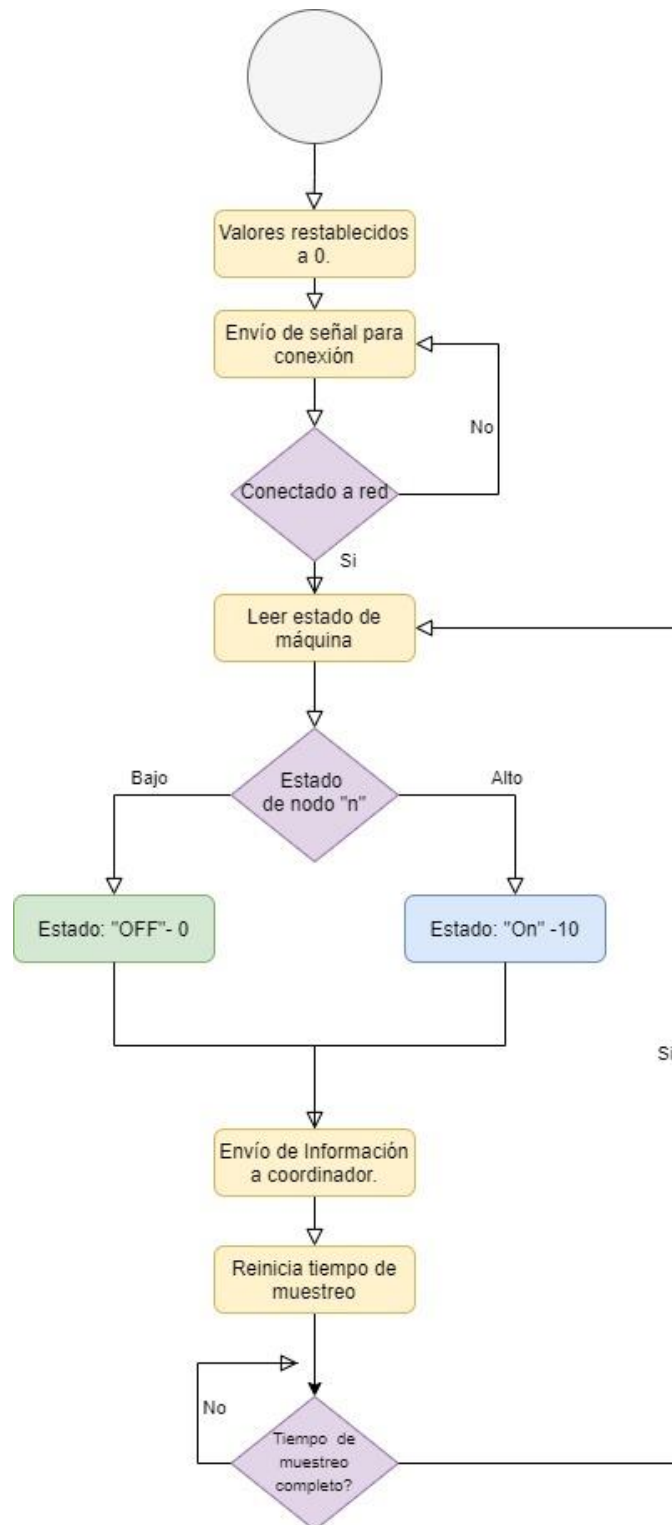 Valores restablecidos
a 0.
Envío de señal para
conexión
No
Conectado a red
Si
Leer estado de
máquina
Estado
de nodo "n"
Bajo
Alto
Estado: "OFF"- 0
Estado: "On" -10
Si
Envío de Información
a coordinador.
Reinicia tiempo de
muestreo
No
Tiempo de
muestreo
completo?